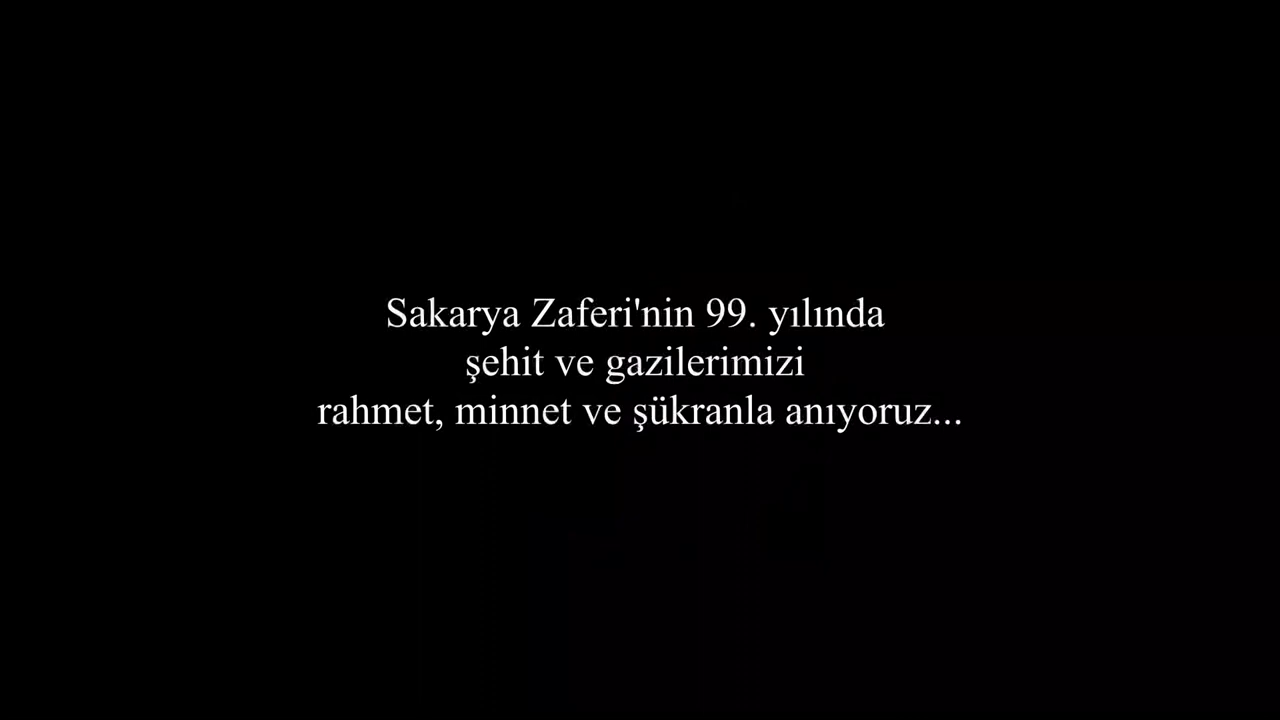 Sakarya Zaferi'nin 99. yılında
şehit ve gazilerimizi
rahmet, minnet ve şükranla anıyoruz...